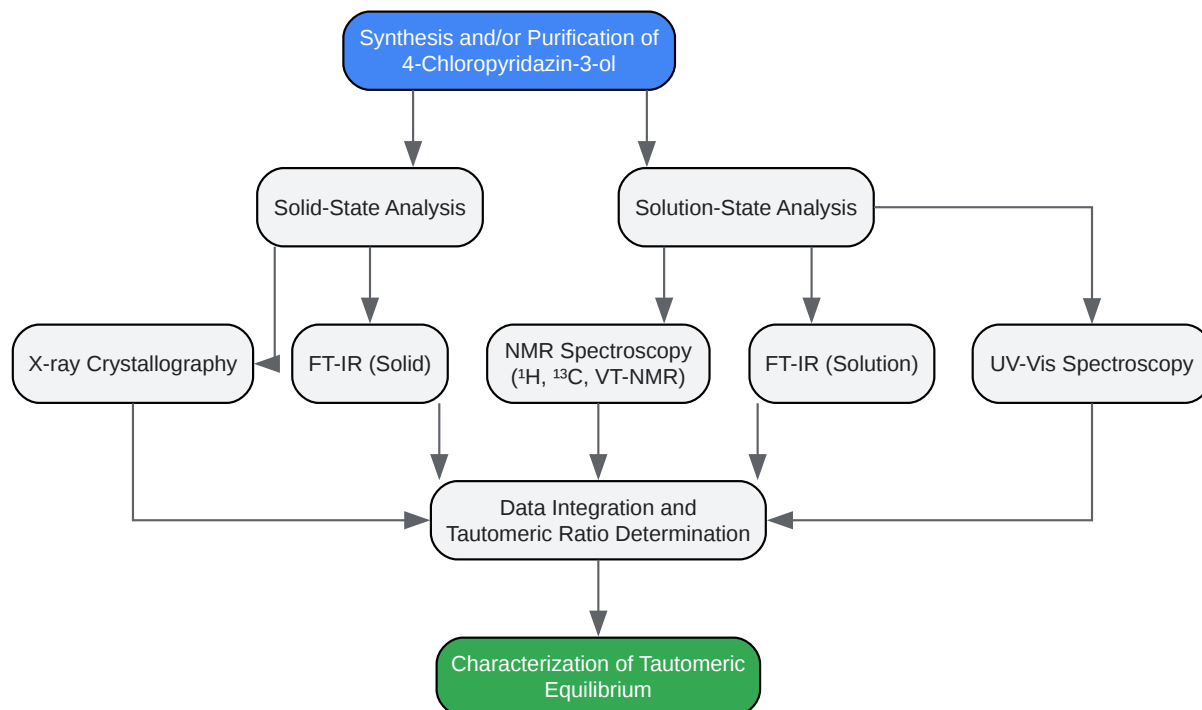 Synthesis and/or Purification of
4-Chloropyridazin-3-ol
Solid-State Analysis
Solution-State Analysis
X-ray Crystallography
FT-IR (Solid)
NMR Spectroscopy
(¹H, ¹³C, VT-NMR)
FT-IR (Solution)
UV-Vis Spectroscopy
Data Integration and
Tautomeric Ratio Determination
Characterization of Tautomeric
Equilibrium